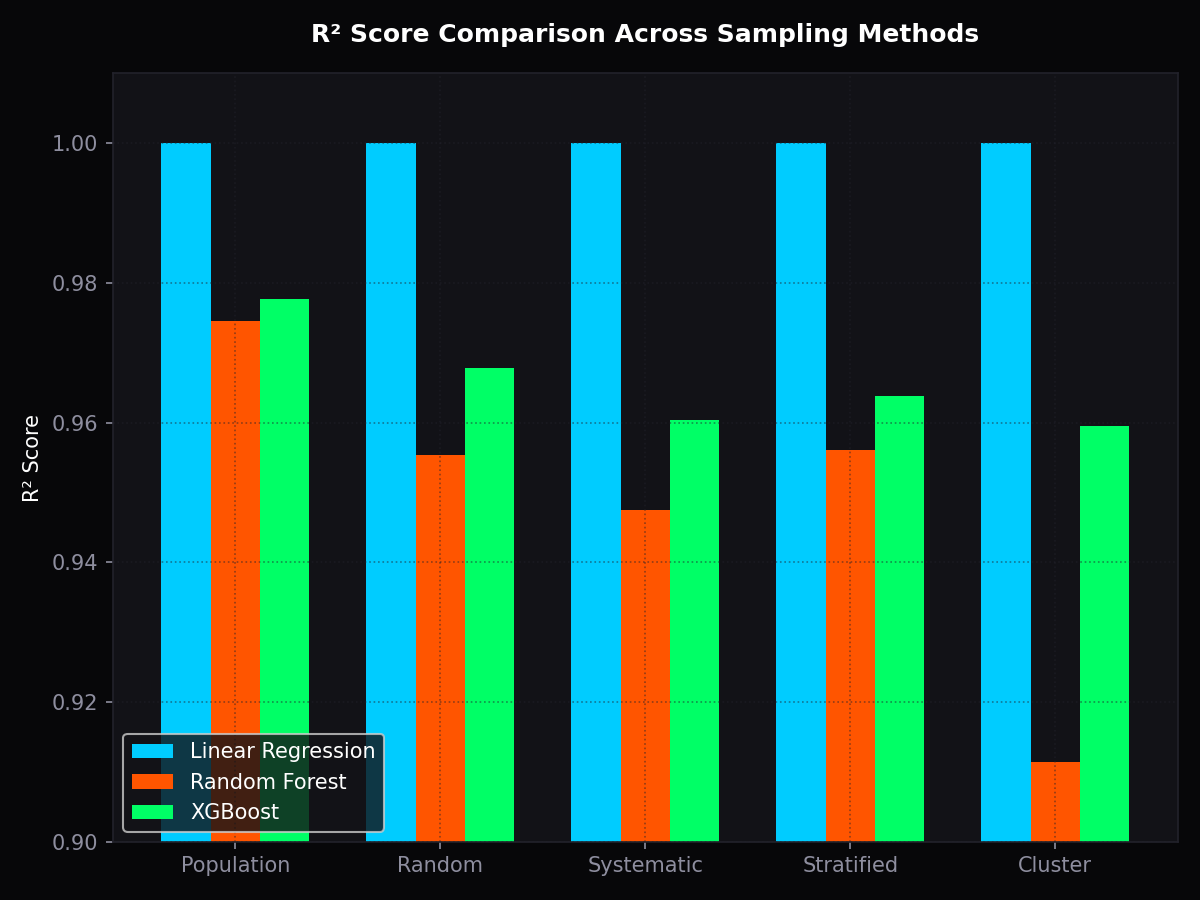 R² Score Comparison Across Sampling Methods
R² Score
1.00
0.98
0.96
0.94
0.92
0.90
Linear Regression
Random Forest
XGBoost
Population Random Systematic Stratified Cluster